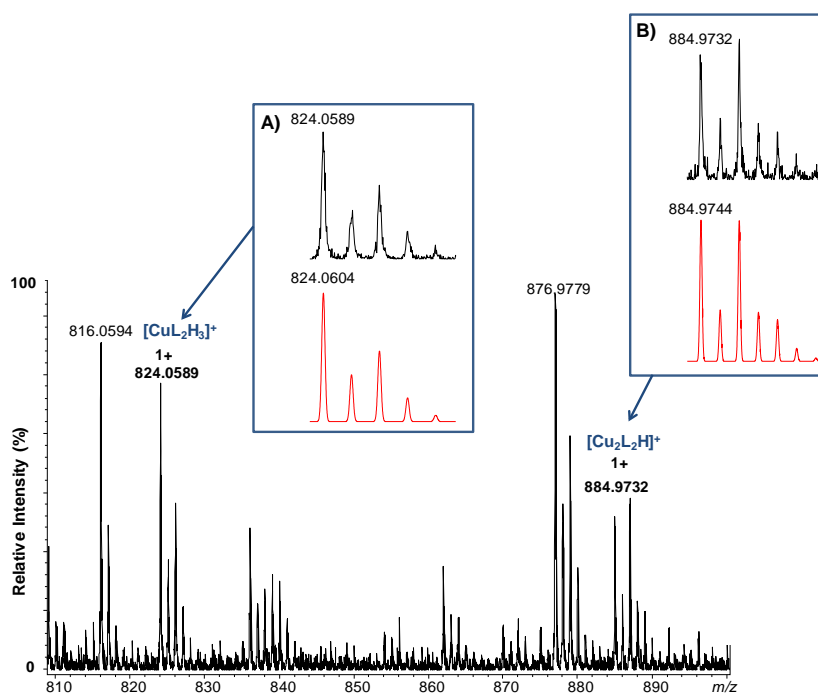 A)
824.0589
824.0604
B)
884.9732
884.9744
100
816.0594
[CuL₂H₃]⁺
1+
824.0589
876.9779
[Cu₂L₂H]⁺
1+
884.9732
Relative Intensity (%)
0
810 820 830 840 850 860 870 880 890 m/z